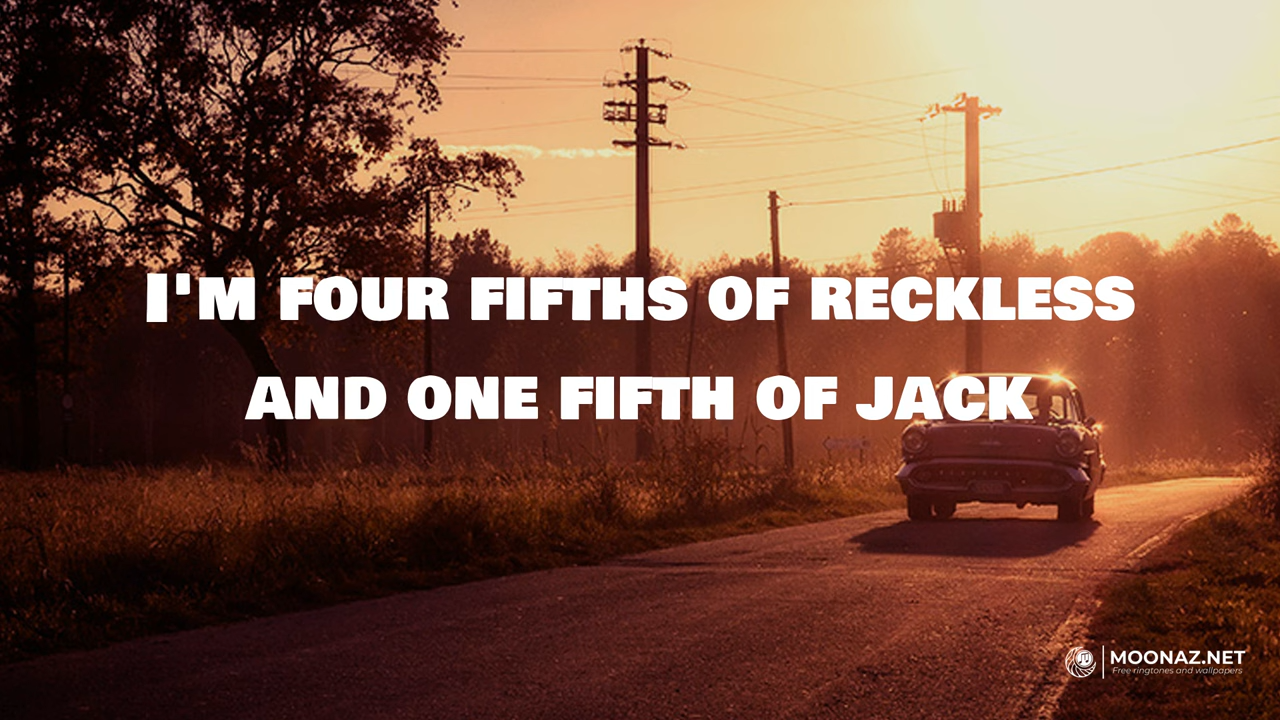 I'm four fifths of reckless
and one fifth of jack
MOONAZ.NET
Free ringtones and wallpapers